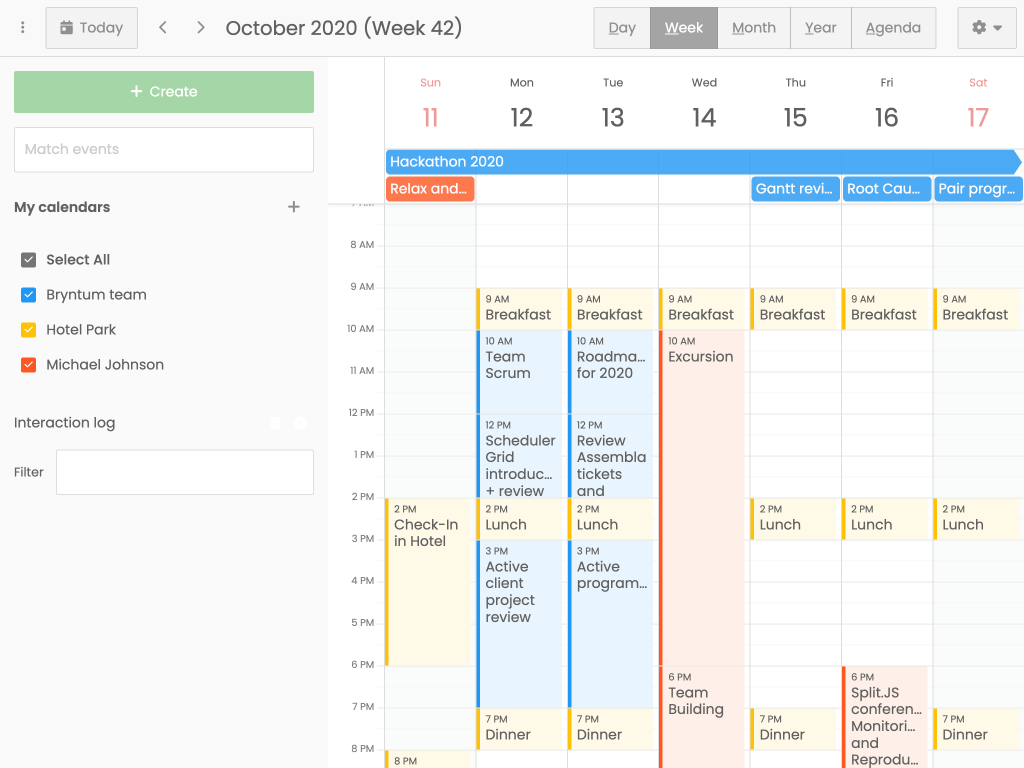 Today
October 2020 (Week 42)
Day
Week
Month
Year
Agenda
Create
Match events
My calendars
Select All
Bryntum team
Hotel Park
Michael Johnson
Interaction log
Filter
Sun
11
Mon
12
Tue
13
Wed
14
Thu
15
Fri
16
Sat
17
Hackathon 2020
Relax and...
Gantt revi...
Root Cau...
Pair progr...
7 AM
8 AM
9 AM
10 AM
11 AM
12 PM
1 PM
2 PM
3 PM
4 PM
5 PM
6 PM
7 PM
8 PM
2 PM
Check-In
in Hotel
8 PM
9 AM
Breakfast
10 AM
Team
Scrum
12 PM
Scheduler
Grid
introduc...
+ review
2 PM
Lunch
3 PM
Active
client
project
review
7 PM
Dinner
9 AM
Breakfast
10 AM
Roadma...
for 2020
12 PM
Review
Assembla
tickets
and
2 PM
Lunch
3 PM
Active
program...
7 PM
Dinner
9 AM
Breakfast
10 AM
Excursion
6 PM
Team
Building
9 AM
Breakfast
2 PM
Lunch
7 PM
Dinner
9 AM
Breakfast
2 PM
Lunch
6 PM
Split.JS
conferen...
Monitori...
and
Reprodu...
9 AM
Breakfast
2 PM
Lunch
7 PM
Dinner